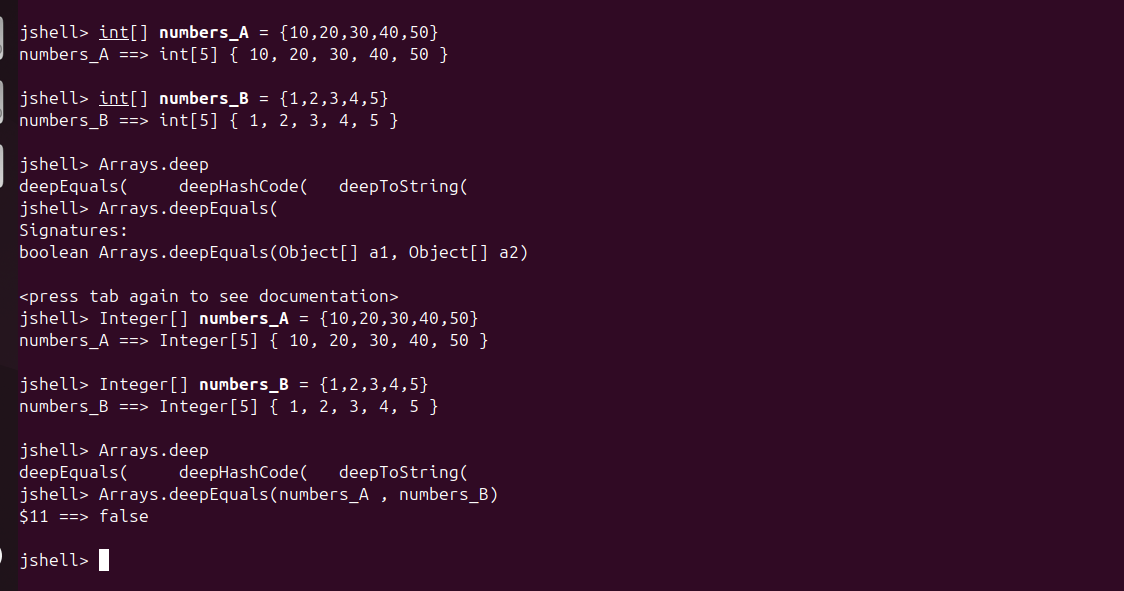 jshell> int[] numbers_A = {10,20,30,40,50}
numbers_A ==> int[5] { 10, 20, 30, 40, 50 }
jshell> int[] numbers_B = {1,2,3,4,5}
numbers_B ==> int[5] { 1, 2, 3, 4, 5 }
jshell> Arrays.deep
deepEquals(     deepHashCode(   deepToString(
jshell> Arrays.deepEquals(
Signatures:
boolean Arrays.deepEquals(Object[] a1, Object[] a2)
<press tab again to see documentation>
jshell> Integer[] numbers_A = {10,20,30,40,50}
numbers_A ==> Integer[5] { 10, 20, 30, 40, 50 }
jshell> Integer[] numbers_B = {1,2,3,4,5}
numbers_B ==> Integer[5] { 1, 2, 3, 4, 5 }
jshell> Arrays.deep
deepEquals(     deepHashCode(   deepToString(
jshell> Arrays.deepEquals(numbers_A , numbers_B)
$11 ==> false
jshell>